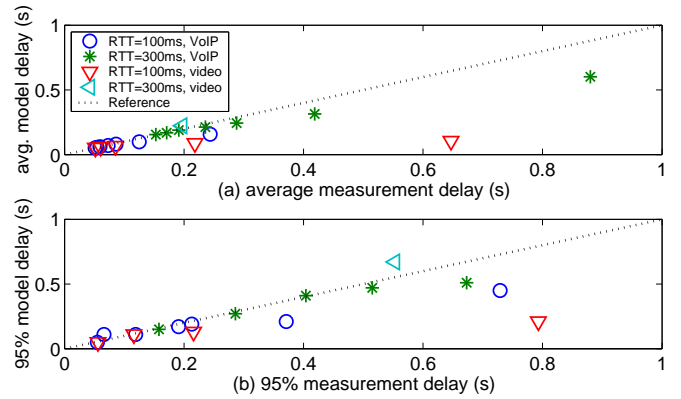 avg. model delay (s)
1
0.5
0
RTT=100ms, VoIP
RTT=300ms, VoIP
RTT=100ms, video
RTT=300ms, video
Reference
0 0.2 0.4 0.6 0.8 1
(a) average measurement delay (s)
95% model delay (s)
1
0.5
0
0 0.2 0.4 0.6 0.8 1
(b) 95% measurement delay (s)